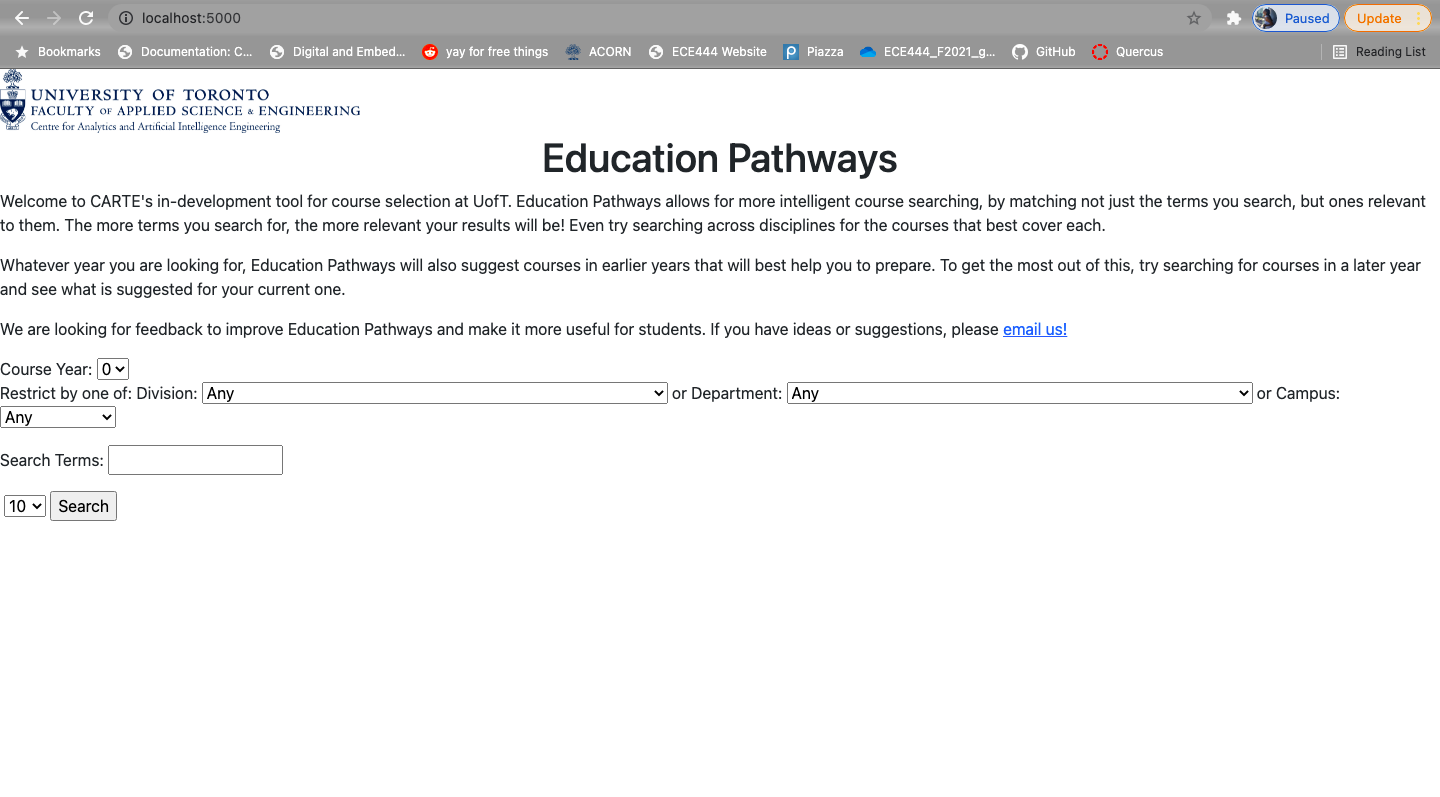 localhost:5000
Paused
Update
Bookmarks
Documentation: C...
Digital and Embed...
yay for free things
ACORN
ECE444 Website
Piazza
ECE444_F2021_g...
GitHub
Quercus
Reading List
UNIVERSITY OF TORONTO
FACULTY OF APPLIED SCIENCE & ENGINEERING
Centre for Analytics and Artificial Intelligence Engineering
Education Pathways
Welcome to CARTE's in-development tool for course selection at UofT. Education Pathways allows for more intelligent course searching, by matching not just the terms you search, but ones relevant
to them. The more terms you search for, the more relevant your results will be! Even try searching across disciplines for the courses that best cover each.
Whatever year you are looking for, Education Pathways will also suggest courses in earlier years that will best help you to prepare. To get the most out of this, try searching for courses in a later year
and see what is suggested for your current one.
We are looking for feedback to improve Education Pathways and make it more useful for students. If you have ideas or suggestions, please email us!
Course Year: 0
Restrict by one of: Division: Any or Department: Any or Campus:
Any
Search Terms:
10 Search